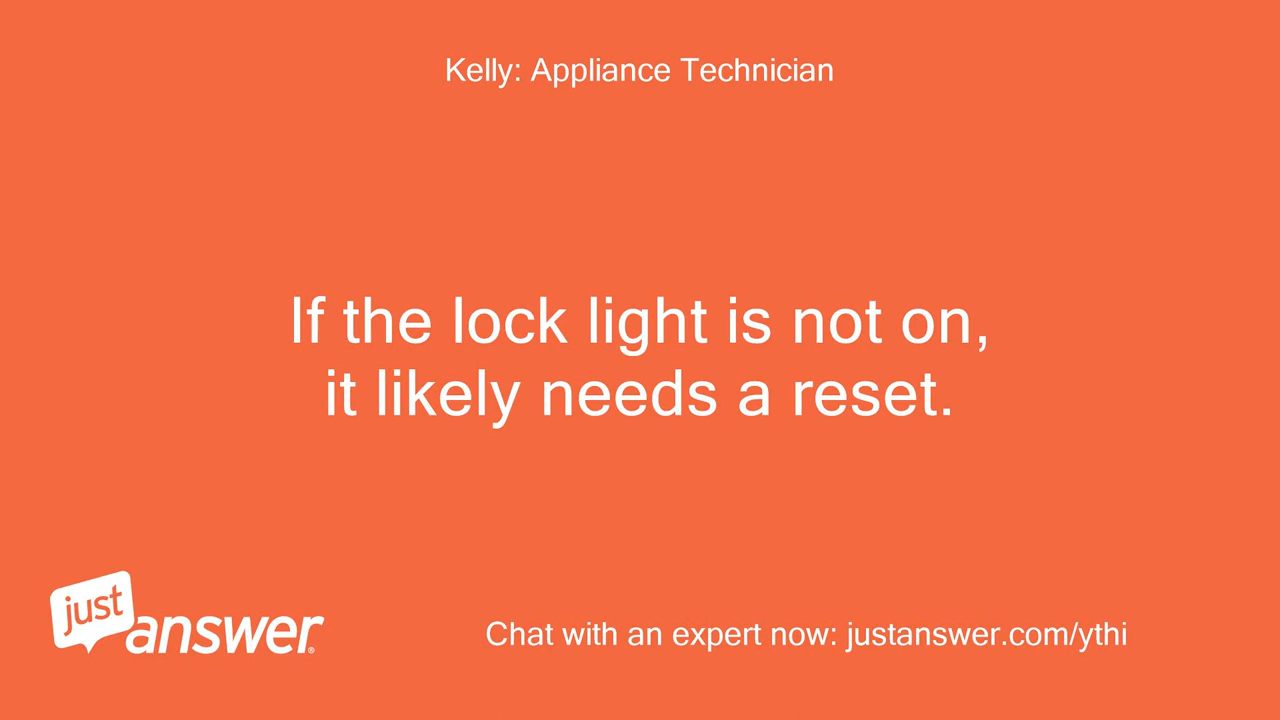 Kelly: Appliance Technician
If the lock light is not on,
it likely needs a reset.
just
answer®
Chat with an expert now: justanswer.com/ythi